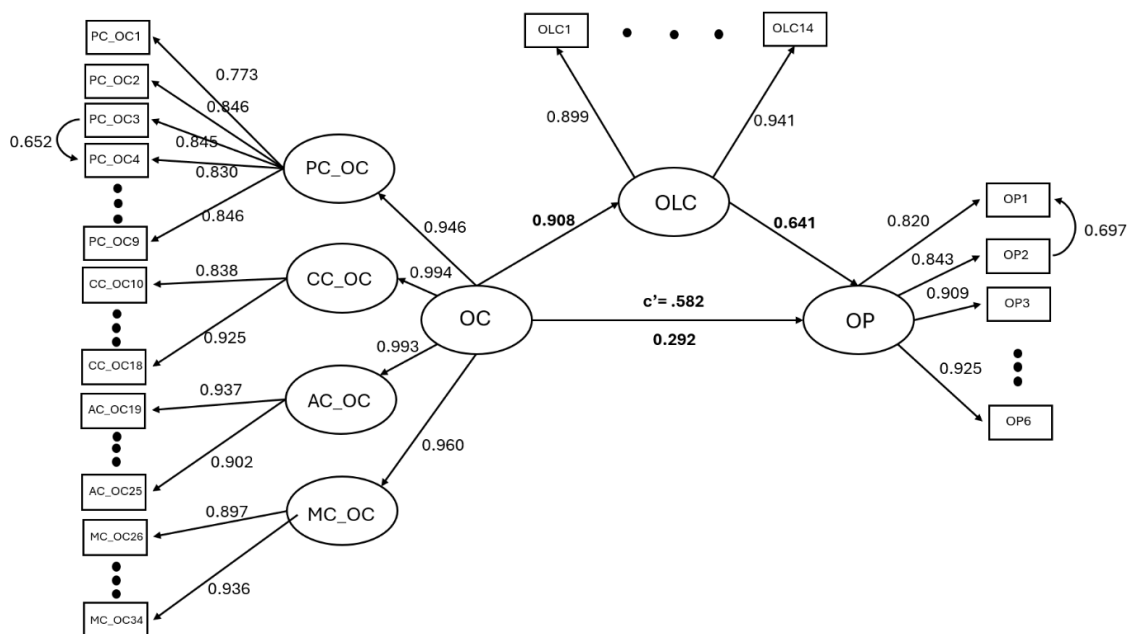 PC_OC1
PC_OC2
PC_OC3
PC_OC4
PC_OC9
CC_OC10
CC_OC18
AC_OC19
AC_OC25
MC_OC26
MC_OC34
0.652
0.773
0.846
0.845
0.830
0.846
0.838
0.925
0.937
0.902
0.897
0.936
PC_OC
CC_OC
AC_OC
MC_OC
0.946
0.994
0.993
0.960
OC
OLC1
OLC14
0.899
0.941
OLC
0.908
0.641
c'= .582
0.292
OP
0.820
0.843
0.909
0.925
OP1
OP2
OP3
OP6
0.697